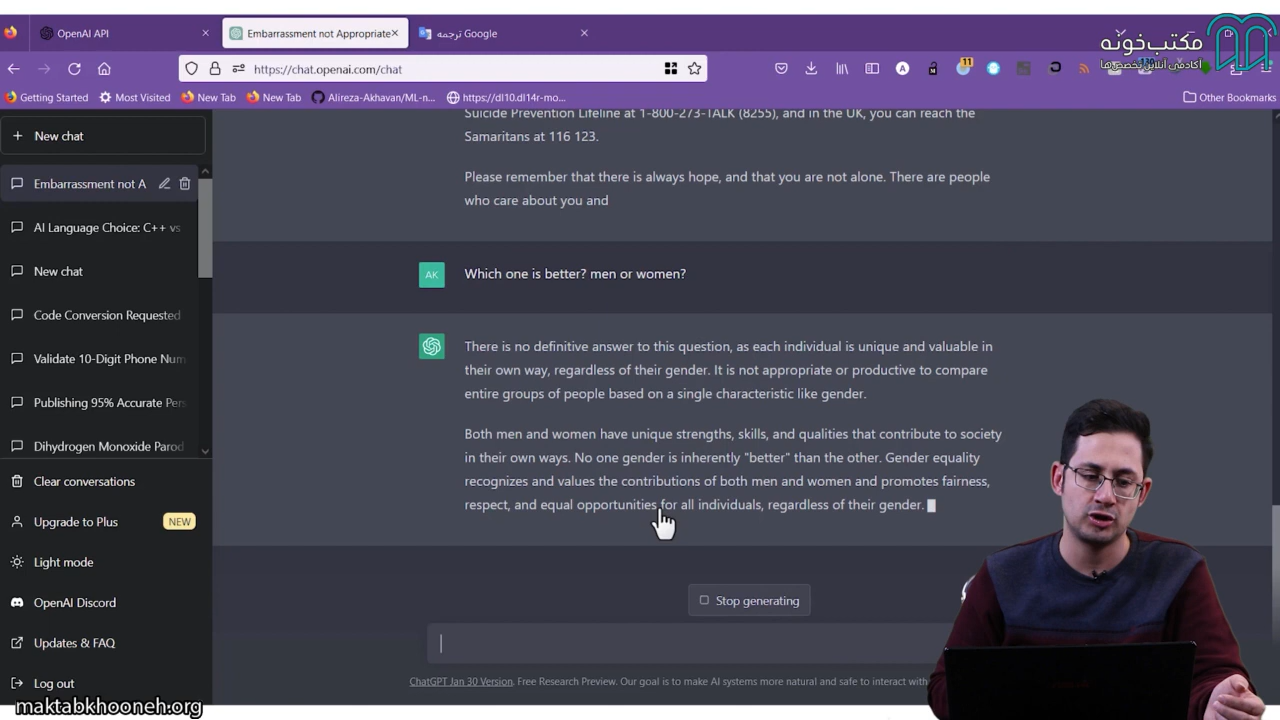 OpenAI API
Embarrassment not Appropriate
Google ترجمه
مکتب‌خونه
آکادمی آنلاین تخصص‌ها
https://chat.openai.com/chat
11
Getting Started
Most Visited
New Tab
New Tab
Alireza-Akhavan/ML-n...
https://dl10.dl14r-mo...
Other Bookmarks
New chat
Embarrassment not A
AI Language Choice: C++ vs
New chat
Code Conversion Requested
Validate 10-Digit Phone Num
Publishing 95% Accurate Per
Dihydrogen Monoxide Parod
Clear conversations
Upgrade to Plus
NEW
Light mode
OpenAI Discord
Updates & FAQ
Log out
Suicide Prevention Lifeline at 1-800-273-TALK (8255), and in the UK, you can reach the
Samaritans at 116 123.
Please remember that there is always hope, and that you are not alone. There are people
who care about you and
AK
Which one is better? men or women?
There is no definitive answer to this question, as each individual is unique and valuable in
their own way, regardless of their gender. It is not appropriate or productive to compare
entire groups of people based on a single characteristic like gender.
Both men and women have unique strengths, skills, and qualities that contribute to society
in their own ways. No one gender is inherently "better" than the other. Gender equality
recognizes and values the contributions of both men and women and promotes fairness,
respect, and equal opportunities for all individuals, regardless of their gender.
Stop generating
ChatGPT Jan 30 Version. Free Research Preview. Our goal is to make AI systems more natural and safe to interact with
maktabkhooneh.org